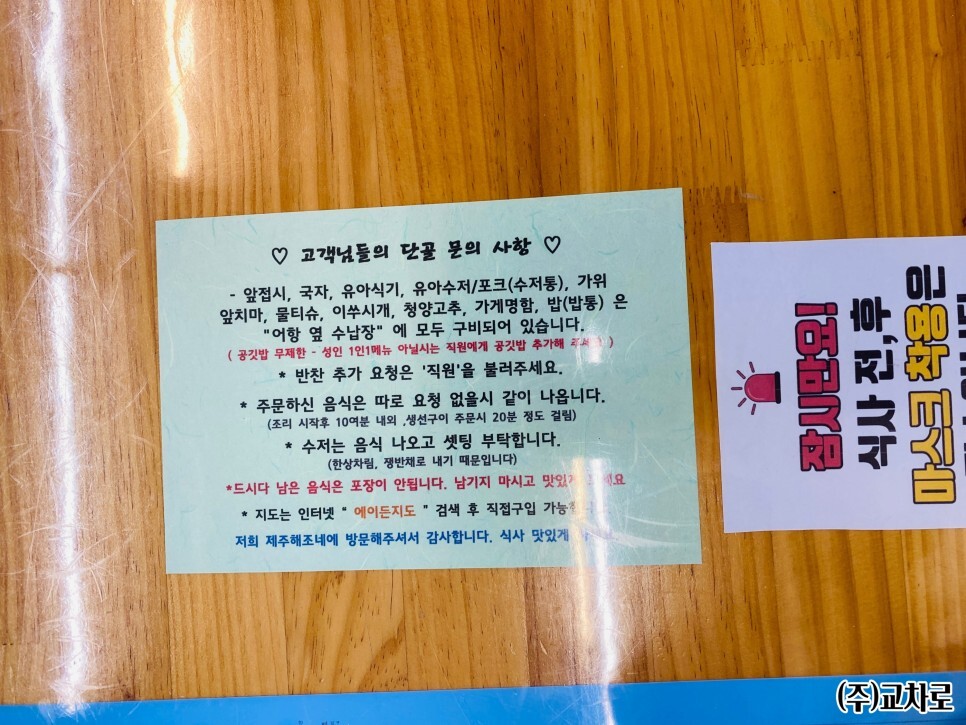 ♡ 고객님들의 단골 문의 사항 ♡
- 앞접시, 국자, 유아식기, 유아수저/포크(수저통), 가위
앞치마, 물티슈, 이쑤시개, 청양고추, 가게명함, 밥(밥통) 은
"어항 옆 수납장" 에 모두 구비되어 있습니다.
( 공깃밥 무제한 - 성인 1인1메뉴 아닐시는 직원에게 공깃밥 추가해 )
* 반찬 추가 요청은 '직원'을 불러주세요.
* 주문하신 음식은 따로 요청 없을시 같이 나옵니다.
(조리 시작후 10여분 내외 ,생선구이 주문시 20분 정도 걸림)
* 수저는 음식 나오고 셋팅 부탁합니다.
(한상차림, 쟁반채로 내기 때문입니다)
*드시다 남은 음식은 포장이 안됩니다. 남기지 마시고
* 지도는 인터넷 " 에이든지도 " 검색 후 직접구입
저희 제주해조네에 방문해주셔서 감사합니다. 식사 맛있게
잠시만요!
식사 전,후
마스크 착용은
(주)교차로